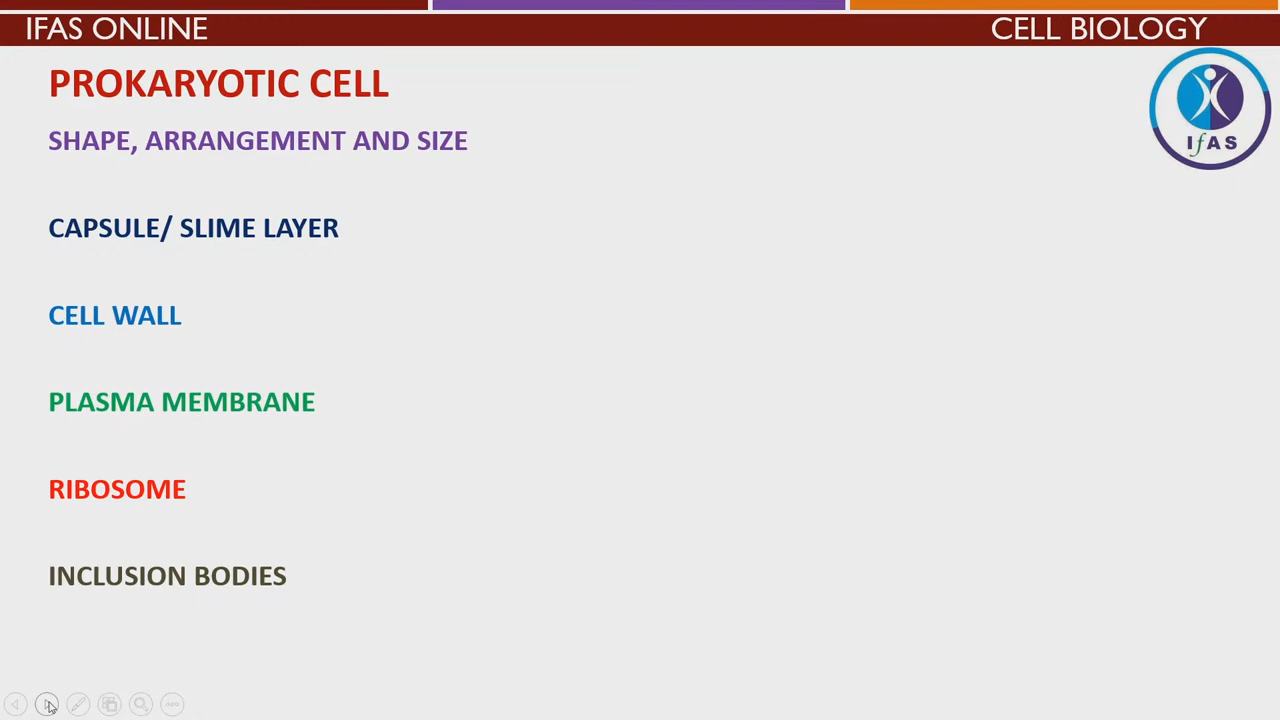 IFAS ONLINE
CELL BIOLOGY
PROKARYOTIC CELL
IfAS
SHAPE, ARRANGEMENT AND SIZE
CAPSULE/ SLIME LAYER
CELL WALL
PLASMA MEMBRANE
RIBOSOME
INCLUSION BODIES